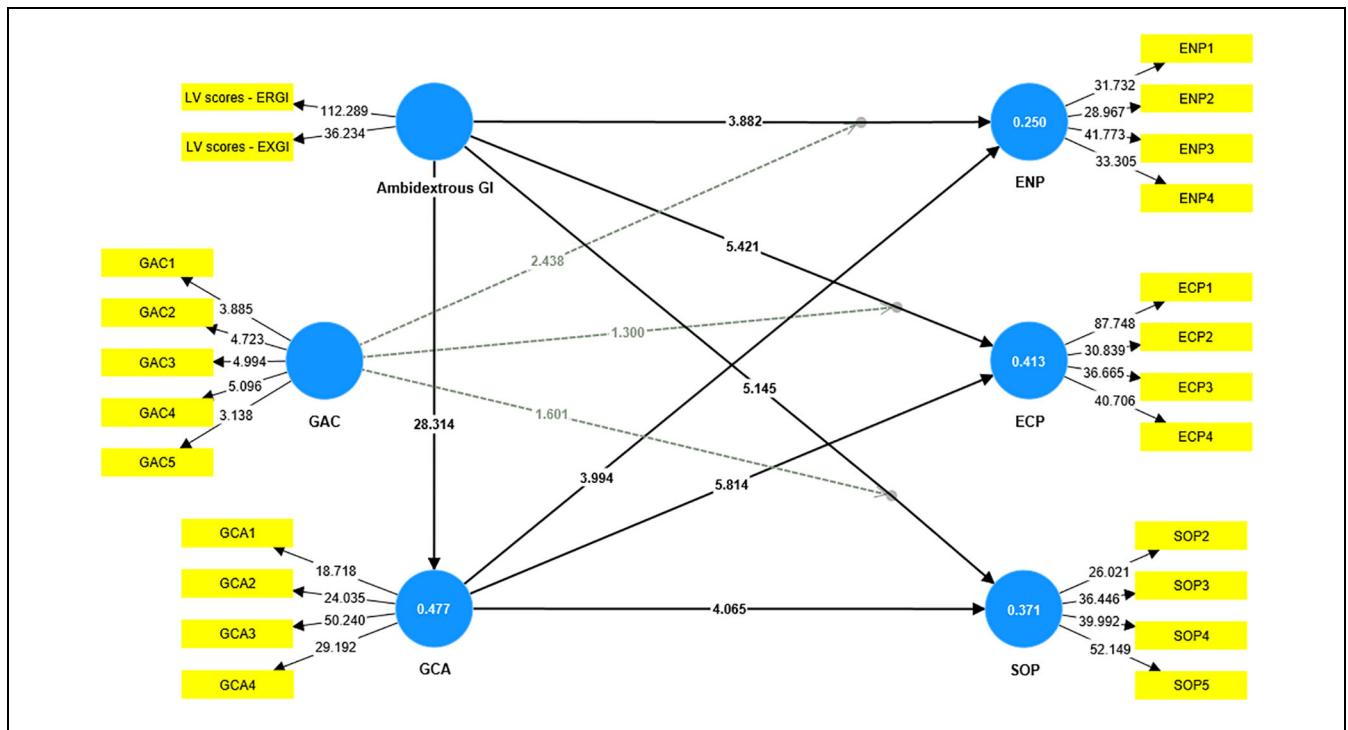 ENP1
31.732
ENP2
28.967
ENP3
41.773
ENP4
33.305
0.250
ENP
LV scores - ERGI
112.289
LV scores - EXGI
36.234
Ambidextrous GI
3.882
5.421
5.145
28.314
2.438
1.300
1.601
GAC1
3.885
GAC2
4.723
GAC3
4.994
GAC4
5.096
GAC5
3.138
GAC
ECP1
87.748
ECP2
30.839
ECP3
36.665
ECP4
40.706
0.413
ECP
3.994
5.814
4.065
GCA1
18.718
GCA2
24.035
GCA3
50.240
GCA4
29.192
0.477
GCA
SOP2
26.021
SOP3
36.446
SOP4
39.992
SOP5
52.149
0.371
SOP